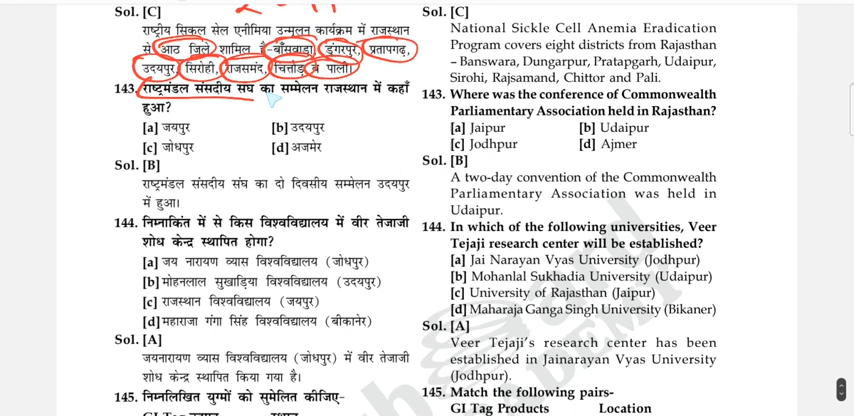 Sol. [C]
राष्ट्रीय सिकल सेल एनीमिया उन्मूलन कार्यक्रम में राजस्थान
से आठ जिले शामिल है-बाँसवाड़ा, डूंगरपुर, प्रतापगढ़,
उदयपुर, सिरोही, राजसमंद, चित्तोड़ व पाली।
143. राष्ट्रमंडल संसदीय संघ का सम्मेलन राजस्थान में कहाँ
हुआ?
[a] जयपुर [b] उदयपुर
[c] जोधपुर [d] अजमेर
Sol. [B]
राष्ट्रमंडल संसदीय संघ का दो दिवसीय सम्मेलन उदयपुर
में हुआ।
144. निम्नाकिंत में से किस विश्वविद्यालय में वीर तेजाजी
शोध केन्द्र स्थापित होगा?
[a] जय नारायण व्यास विश्वविद्यालय (जोधपुर)
[b] मोहनलाल सुखाड़िया विश्वविद्यालय (उदयपुर)
[c] राजस्थान विश्वविद्यालय (जयपुर)
[d] महाराजा गंगा सिंह विश्वविद्यालय (बीकानेर)
Sol. [A]
जयनारायण व्यास विश्वविद्यालय (जोधपुर) में वीर तेजाजी
शोध केन्द्र स्थापित किया गया है।
145. निम्नलिखित युग्मों को सुमेलित कीजिए-
Sol. [C]
National Sickle Cell Anemia Eradication
Program covers eight districts from Rajasthan
– Banswara, Dungarpur, Pratapgarh, Udaipur,
Sirohi, Rajsamand, Chittor and Pali.
143. Where was the conference of Commonwealth
Parliamentary Association held in Rajasthan?
[a] Jaipur [b] Udaipur
[c] Jodhpur [d] Ajmer
Sol. [B]
A two-day convention of the Commonwealth
Parliamentary Association was held in
Udaipur.
144. In which of the following universities, Veer
Tejaji research center will be established?
[a] Jai Narayan Vyas University (Jodhpur)
[b] Mohanlal Sukhadia University (Udaipur)
[c] University of Rajasthan (Jaipur)
[d] Maharaja Ganga Singh University (Bikaner)
Sol. [A]
Veer Tejaji's research center has been
established in Jainarayan Vyas University
(Jodhpur).
145. Match the following pairs-
GI Tag Products Location